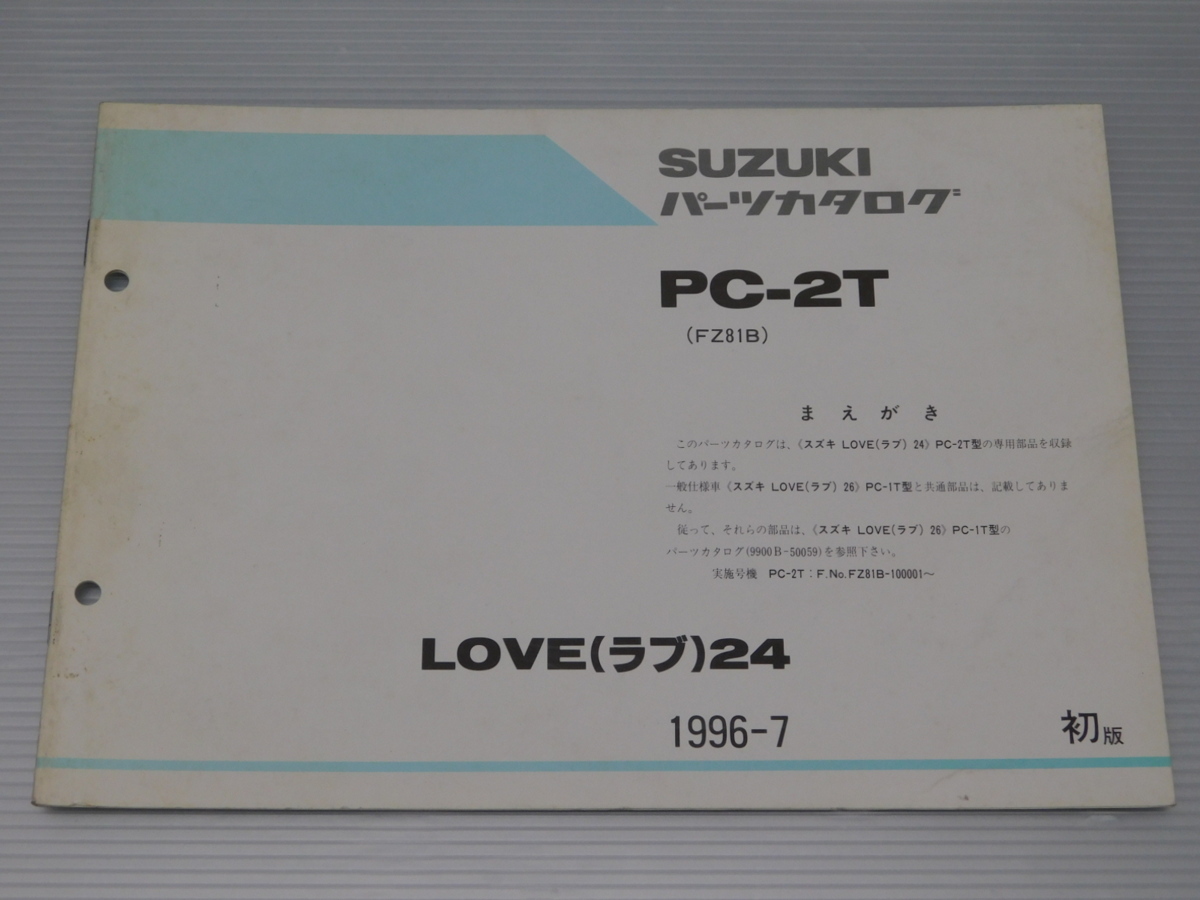 SUZUKI
パーツカタログ
PC-2T
(FZ81B)
まえがき
このパーツカタログは、《スズキ LOVE(ラブ) 24》 PC-2T型の専用部品を収録
してあります。
一般仕様車《スズキ LOVE(ラブ) 26》 PC-1T型と共通部品は、記載してありま
せん。
従って、それらの部品は、《スズキ LOVE(ラブ) 26》 PC-1T型の
パーツカタログ(9900B-50059)を参照下さい。
実施号機 PC-2T : F.No.FZ81B-100001〜
LOVE(ラブ)24
1996-7
初版